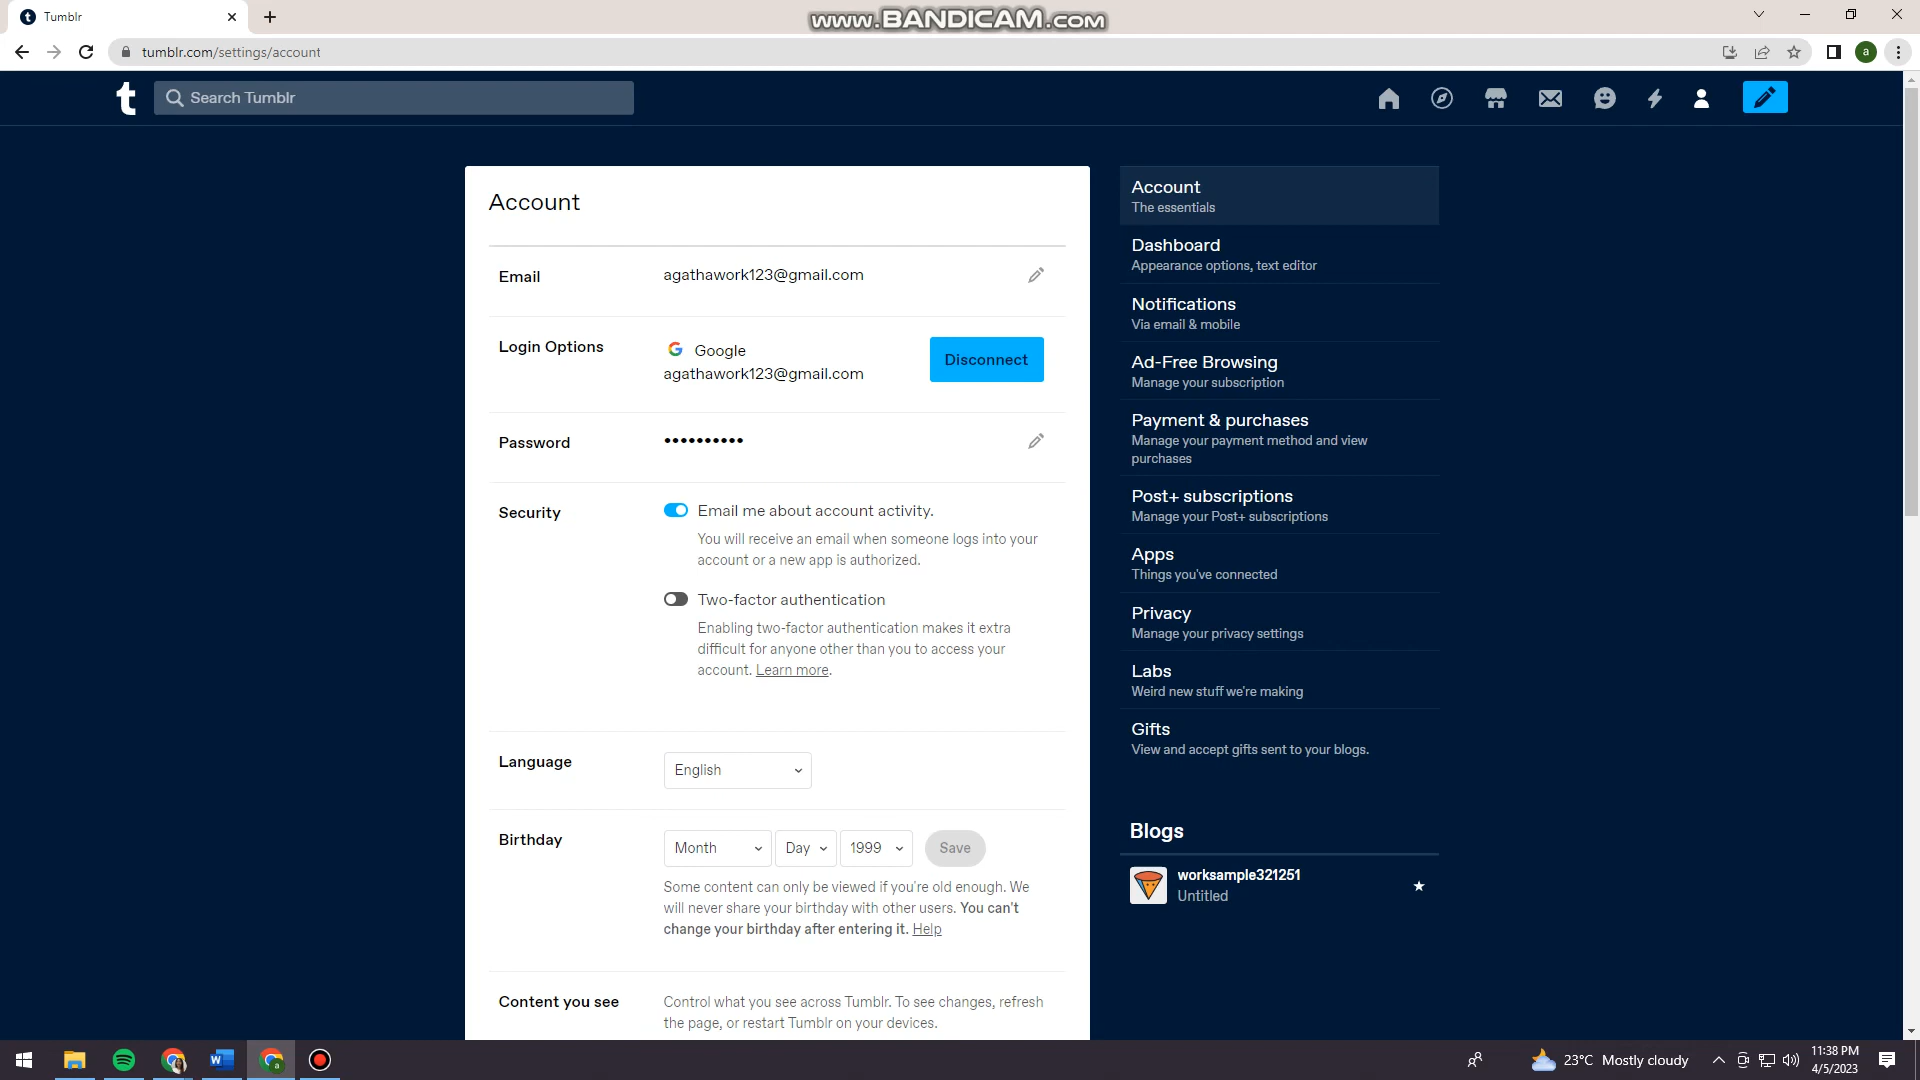 Tumblr
www.BANDICAM.com
tumblr.com/settings/account
a
t
Search Tumblr
Account
Email
agathawork123@gmail.com
Login Options
Google
agathawork123@gmail.com
Disconnect
Password
••••••••••
Security
Email me about account activity.
You will receive an email when someone logs into your
account or a new app is authorized.
Two-factor authentication
Enabling two-factor authentication makes it extra
difficult for anyone other than you to access your
account. Learn more.
Language
English
Birthday
Month
Day
1999
Save
Some content can only be viewed if you're old enough. We
will never share your birthday with other users. You can't
change your birthday after entering it. Help
Content you see
Control what you see across Tumblr. To see changes, refresh
the page, or restart Tumblr on your devices.
Account
The essentials
Dashboard
Appearance options, text editor
Notifications
Via email & mobile
Ad-Free Browsing
Manage your subscription
Payment & purchases
Manage your payment method and view
purchases
Post+ subscriptions
Manage your Post+ subscriptions
Apps
Things you've connected
Privacy
Manage your privacy settings
Labs
Weird new stuff we're making
Gifts
View and accept gifts sent to your blogs.
Blogs
worksample321251
Untitled
23°C Mostly cloudy
11:38 PM
4/5/2023